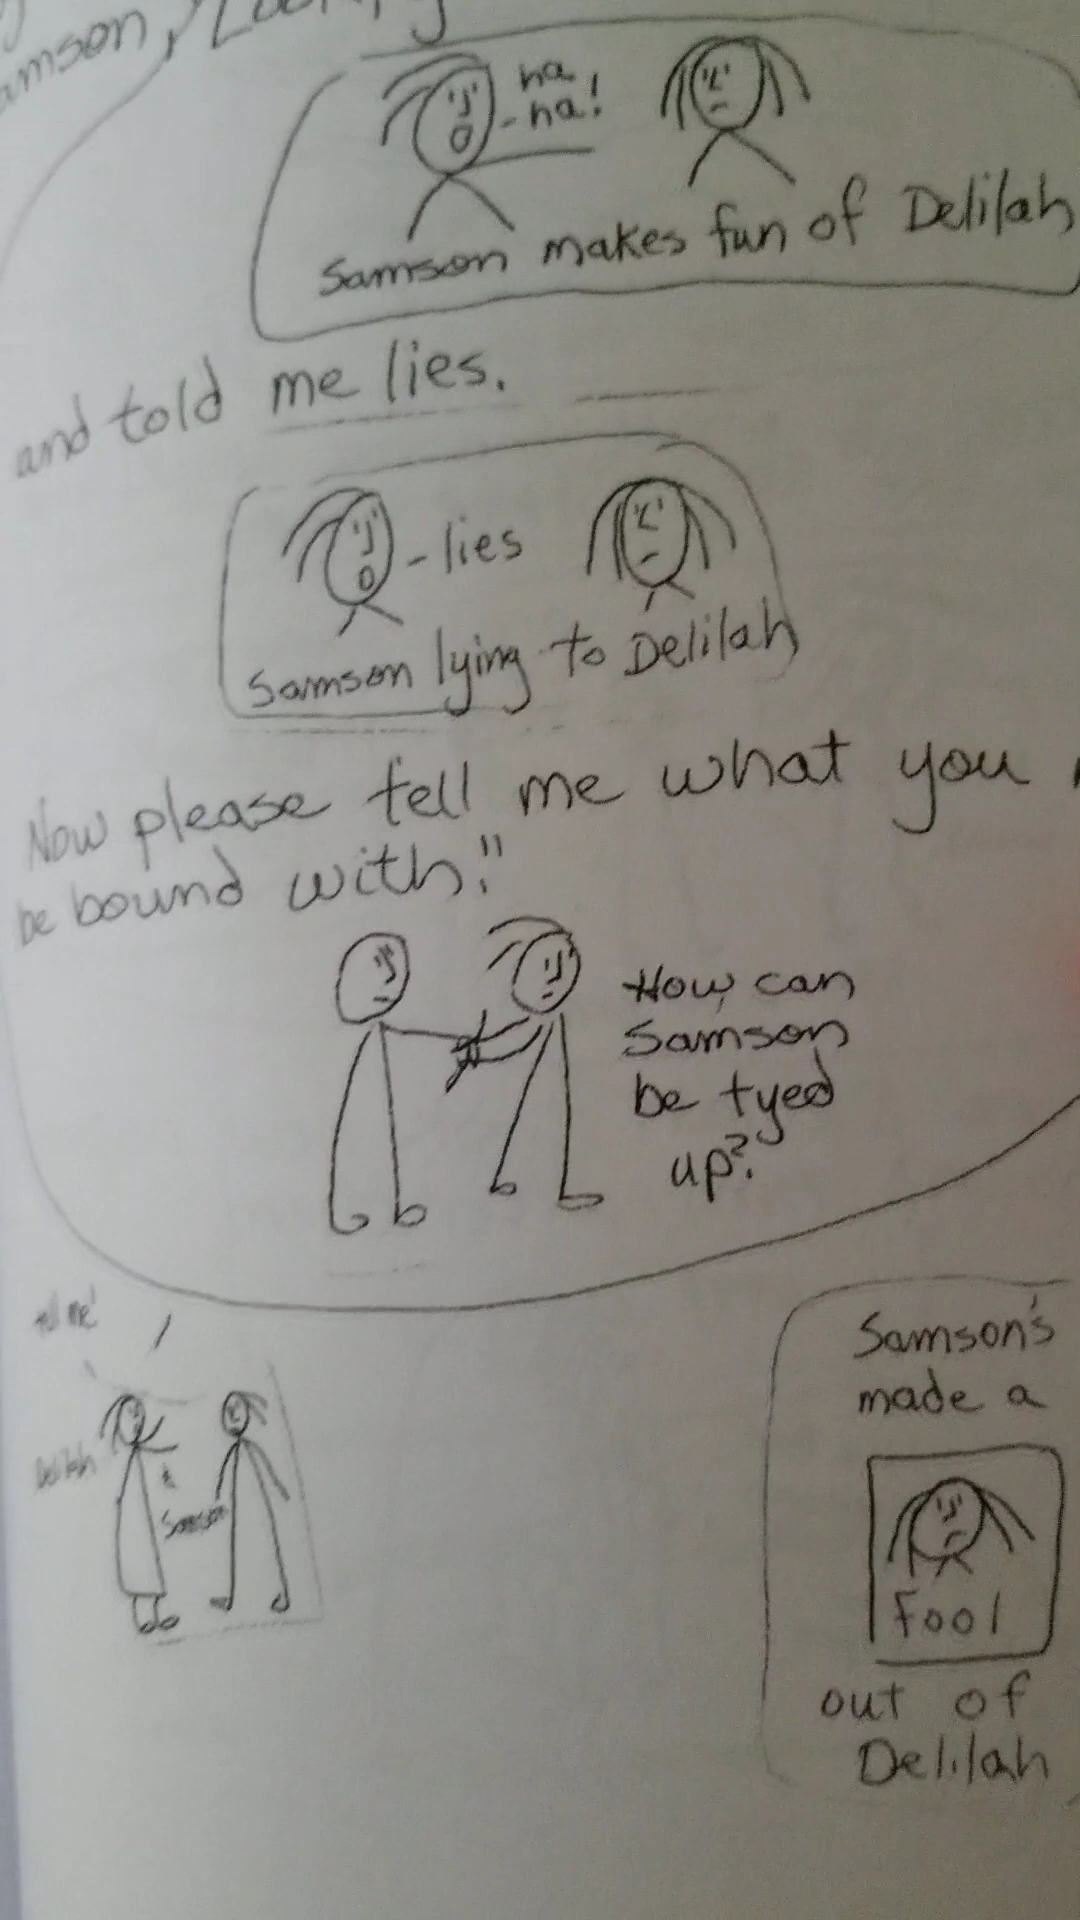 Samson,
ha
- ha!
Samson makes fun of Delilah
and told me lies.
- lies
Samson lying to Delilah
Now please tell me what you
be bound with!"
How can
Samson
be tyed
up?
tell me!
Delilah
Samson
Samson's
made a
Fool
out of
Delilah